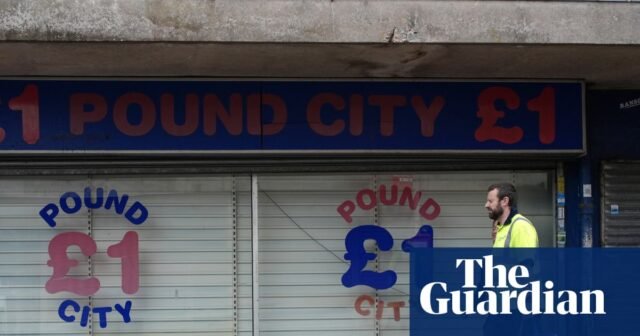 £1 POUND CITY £1
POUND
£1
CITY
POUND
£1
CITY
The
Guardian